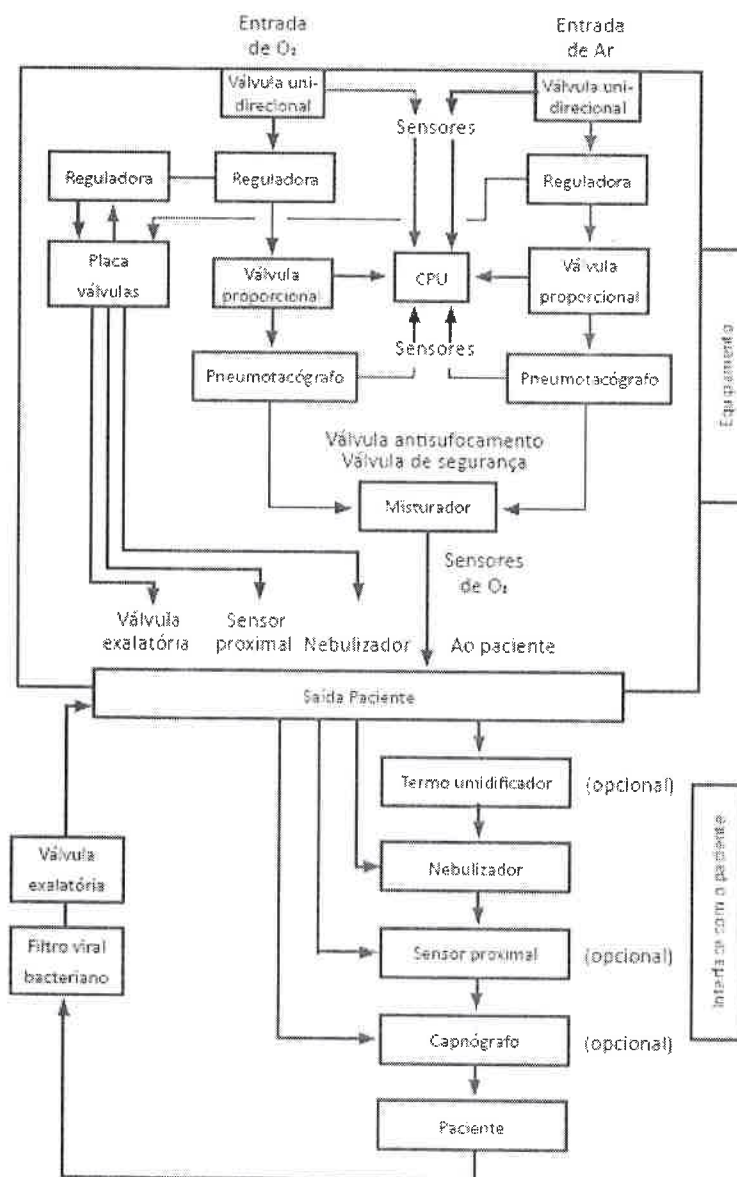 Entrada
de O₂
Entrada
de Ar
Válvula uni-
direcional
Válvula uni-
direcional
Sensores
Reguladora
Reguladora
Reguladora
Placa
válvulas
Válvula
proporcional
CPU
Válvula
proporcional
Sensores
Pneumotacógrafo
Pneumotacógrafo
Equipamento
Válvula antisufocamento
Válvula de segurança
Misturador
Sensores
de O₂
Válvula
exalatória
Sensor
proximal
Nebulizador
Ao paciente
Saída Paciente
Termo umidificador
(opcional)
Nebulizador
Válvula
exalatória
Filtro viral
bacteriano
Sensor proximal
(opcional)
Capnógrafo
(opcional)
Interface com o paciente
Paciente